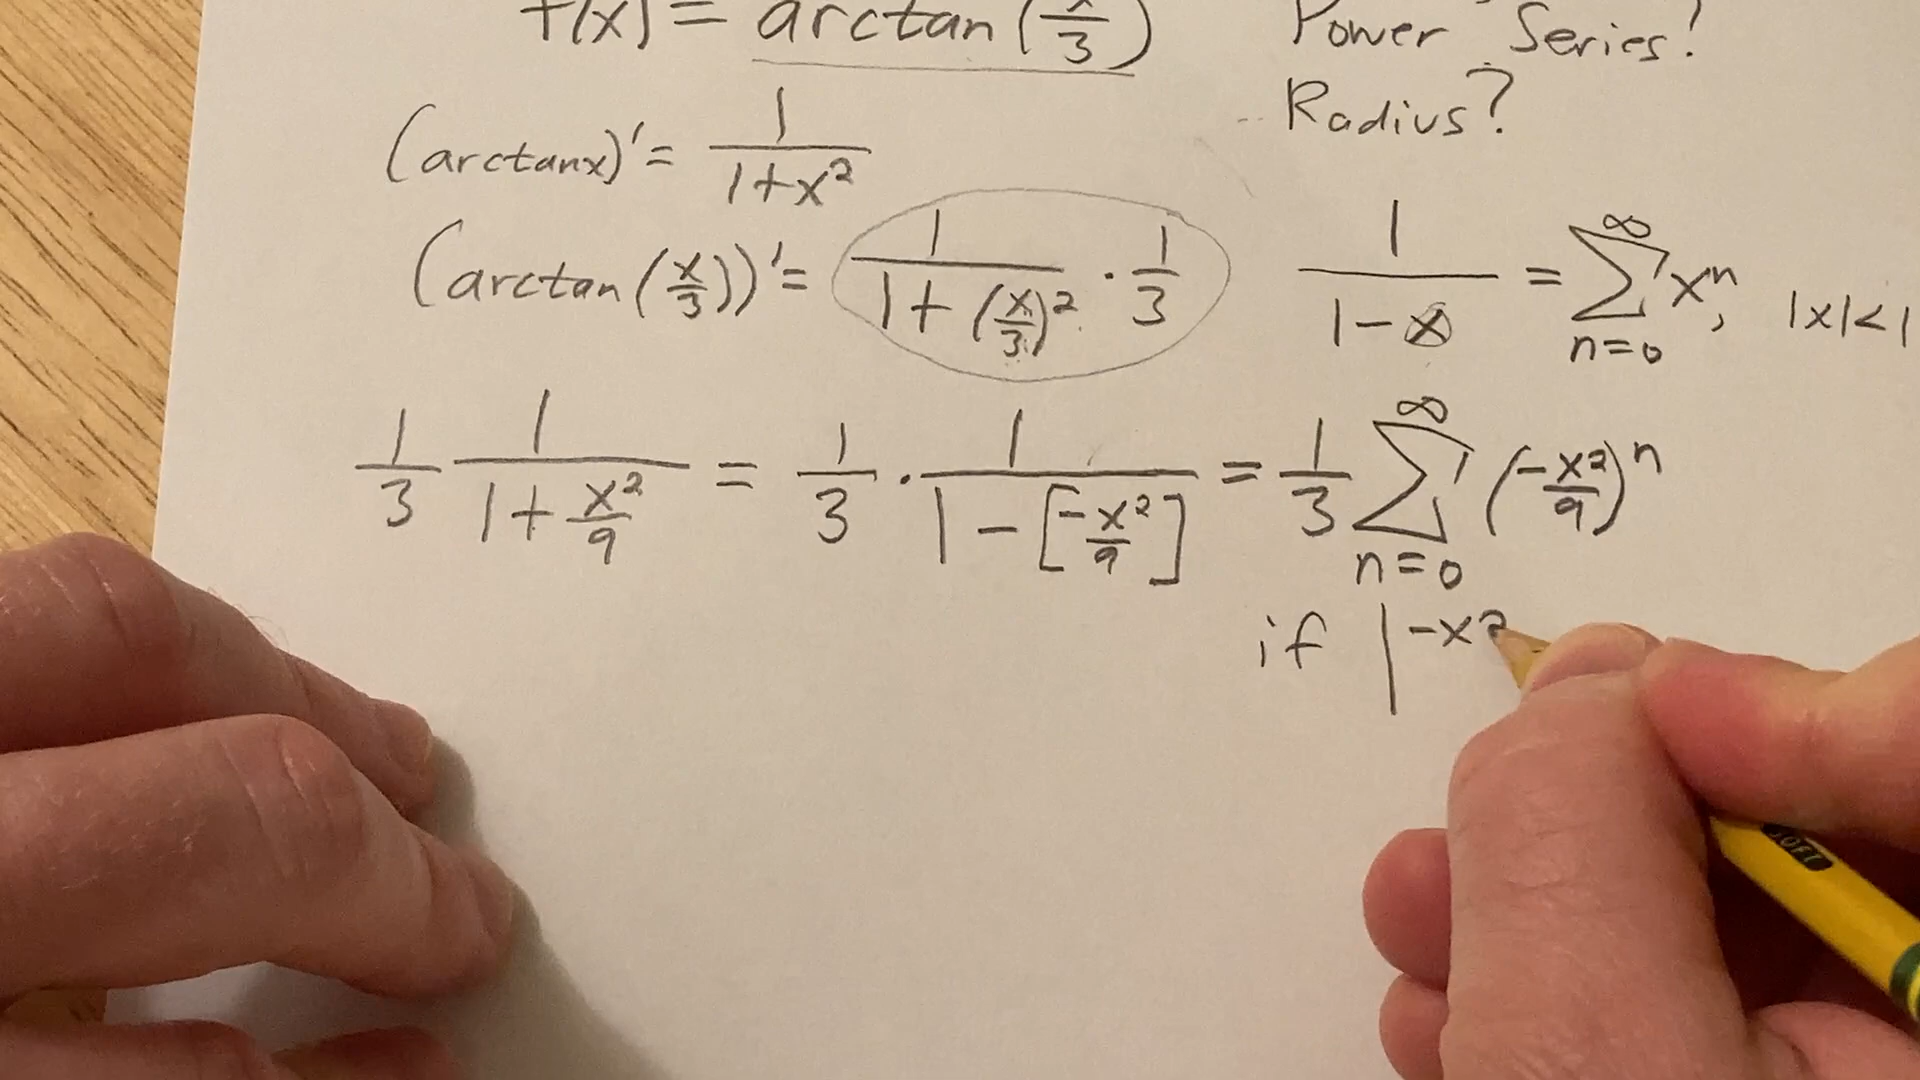 f(x) = arctan(x/3) Power Series?
Radius?
(arctanx)' = 1/(1+x²)
(arctan(x/3))' = 1/(1+(x/3)²) · 1/3
1/(1-x) = ∞∑n=0 xⁿ, |x|<1
1/3 1/(1+x²/9) = 1/3 · 1/(1-[-x²/9]) = 1/3 ∞∑n=0 (-x²/9)ⁿ
if |-x²
SOFT